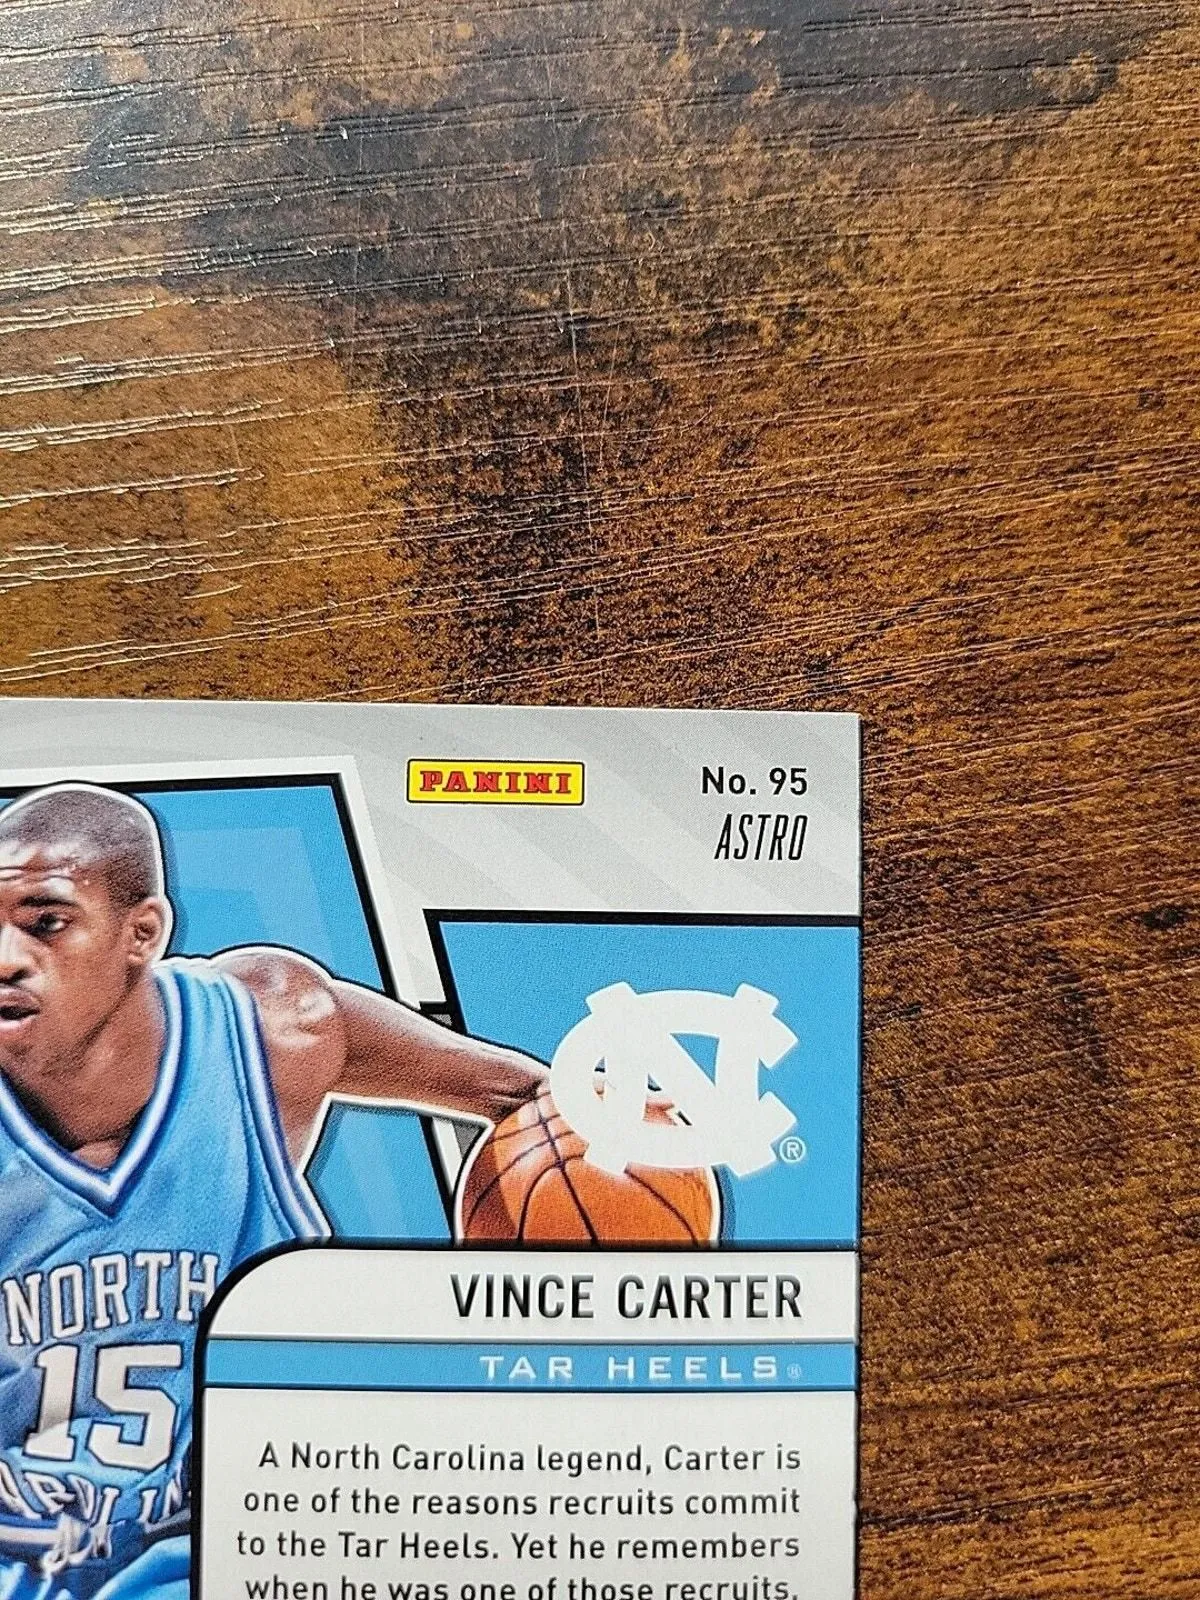 PANINI
No. 95
ASTRO
NC
®
NORTH
15
VINCE CARTER
TAR HEELS®
A North Carolina legend, Carter is
one of the reasons recruits commit
to the Tar Heels. Yet he remembers
when he was one of those recruits.